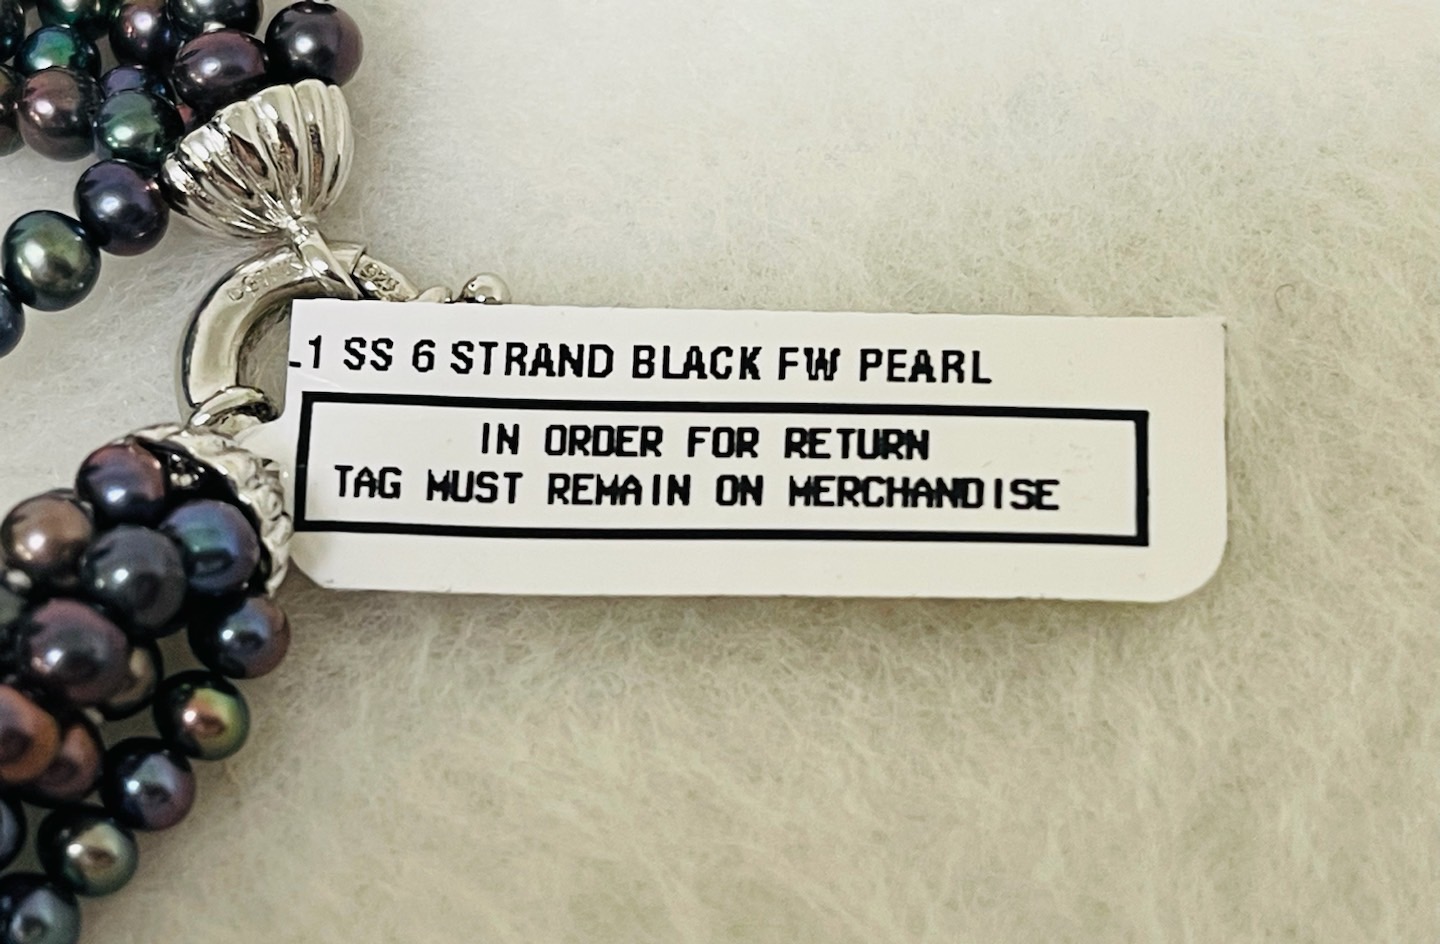 1 SS 6 STRAND BLACK FW PEARL
IN ORDER FOR RETURN
TAG MUST REMAIN ON MERCHANDISE